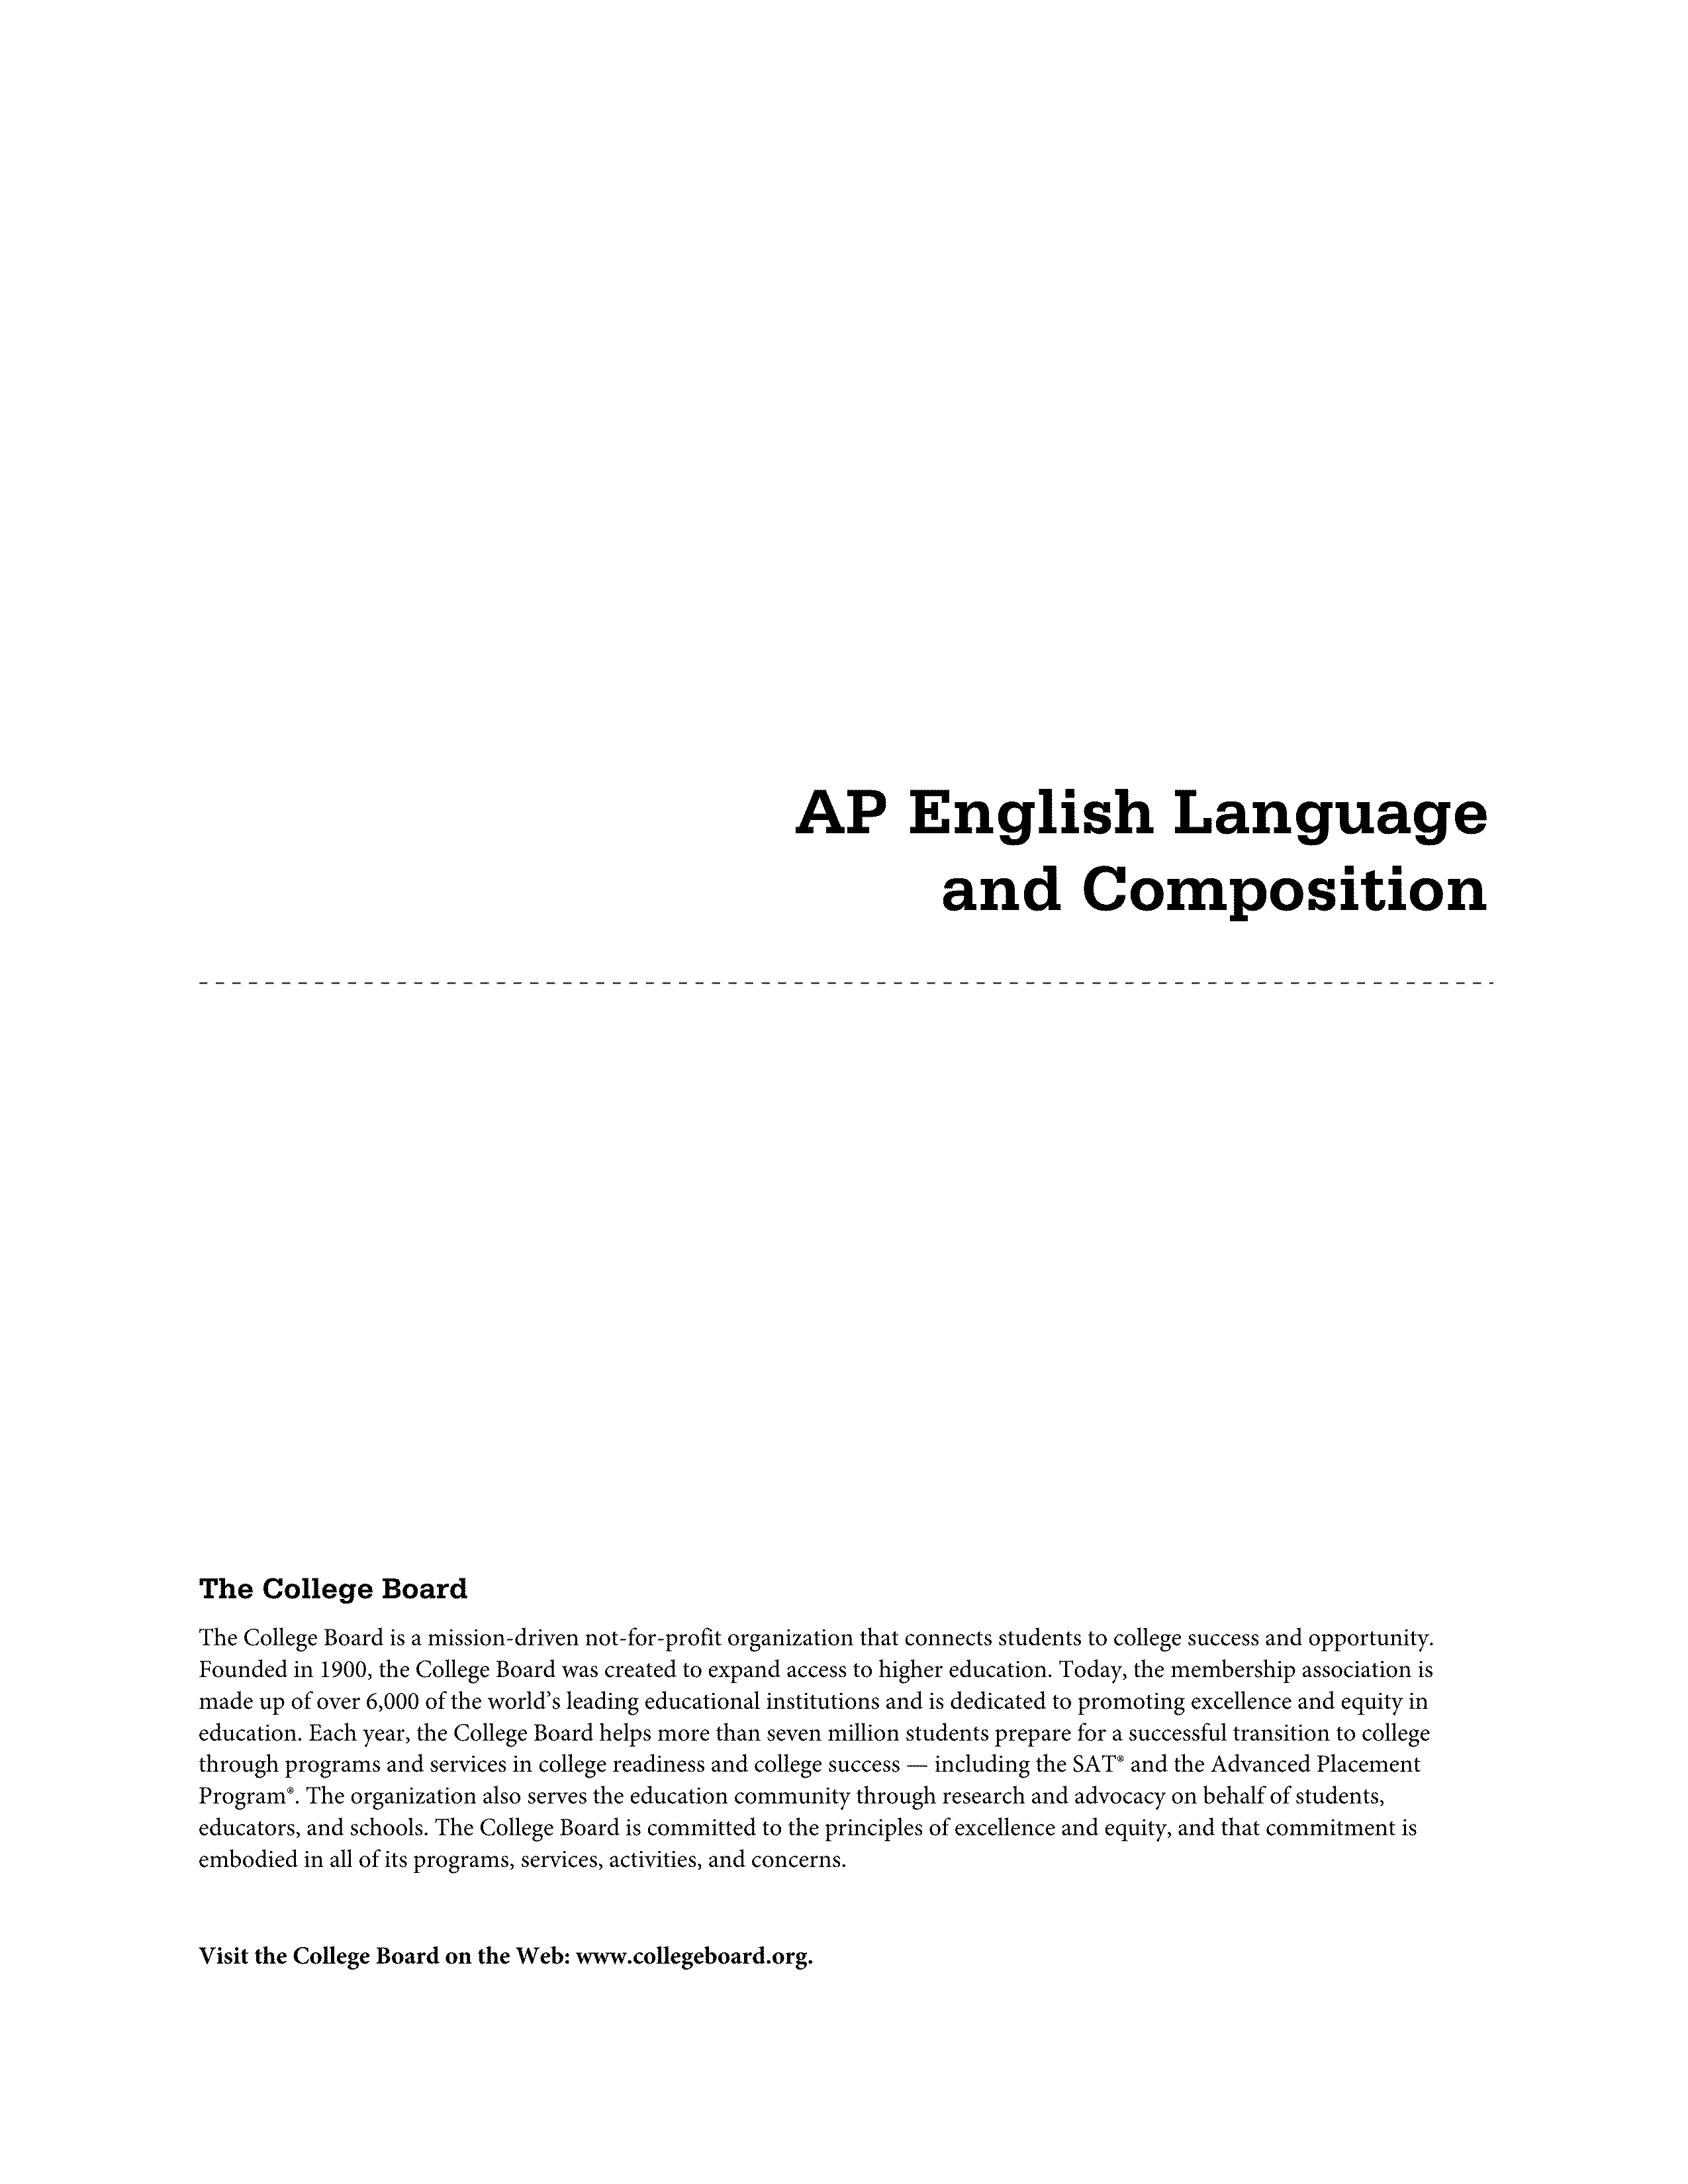 AP English Language
and Composition
The College Board
The College Board is a mission-driven not-for-profit organization that connects students to college success and opportunity.
Founded in 1900, the College Board was created to expand access to higher education. Today, the membership association is
made up of over 6,000 of the world’s leading educational institutions and is dedicated to promoting excellence and equity in
education. Each year, the College Board helps more than seven million students prepare for a successful transition to college
through programs and services in college readiness and college success — including the SAT® and the Advanced Placement
Program®. The organization also serves the education community through research and advocacy on behalf of students,
educators, and schools. The College Board is committed to the principles of excellence and equity, and that commitment is
embodied in all of its programs, services, activities, and concerns.
Visit the College Board on the Web: www.collegeboard.org.